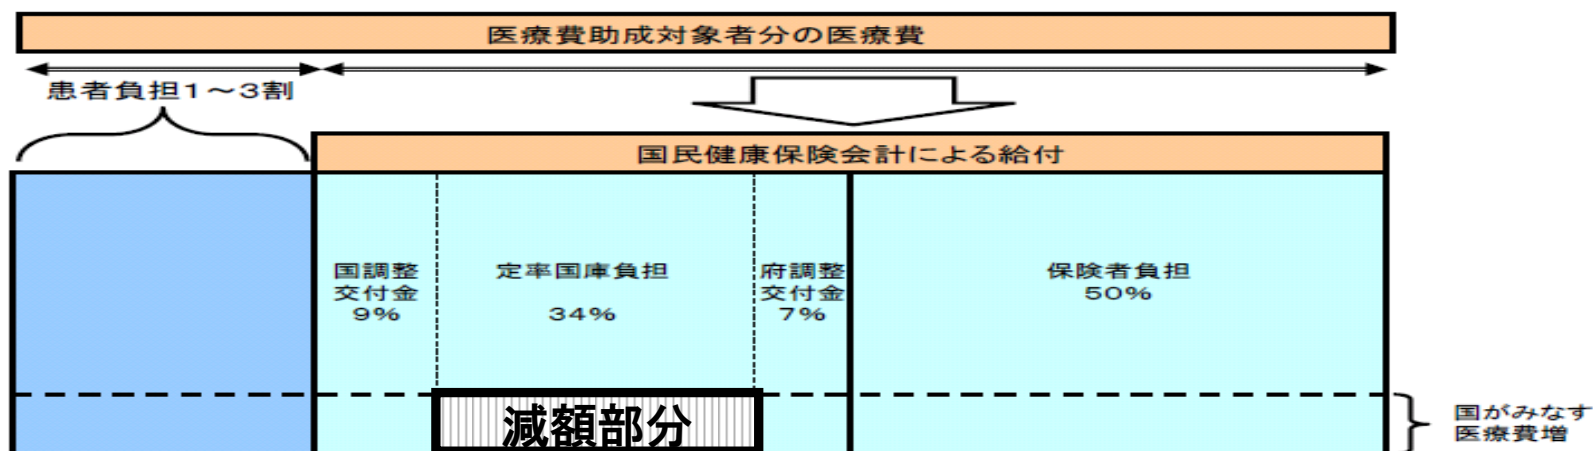 医療費助成対象者分の医療費
患者負担1～3割
国民健康保険会計による給付
国調整
交付金
9%
定率国庫負担
34%
府調整
交付金
7%
保険者負担
50%
減額部分
国がみなす
医療費増